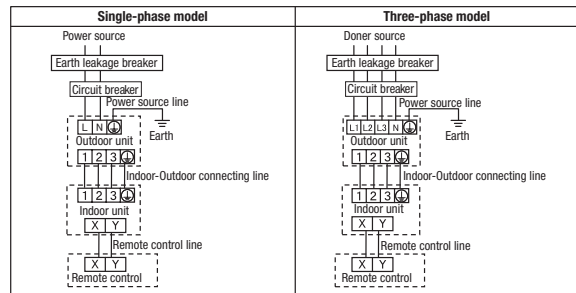 Single-phase model
Power source
Earth leakage breaker
Circuit breaker
Power source line
L N
Earth
Outdoor unit
1 2 3
Indoor-Outdoor connecting line
1 2 3
Indoor unit
X Y
Remote control line
X Y
Remote control
Three-phase model
Doner source
Earth leakage breaker
Circuit breaker
Power source line
L1 L2 L3 N
Earth
Outdoor unit
1 2 3
Indoor-Outdoor connecting line
1 2 3
Indoor unit
X Y
Remote control line
X Y
Remote control